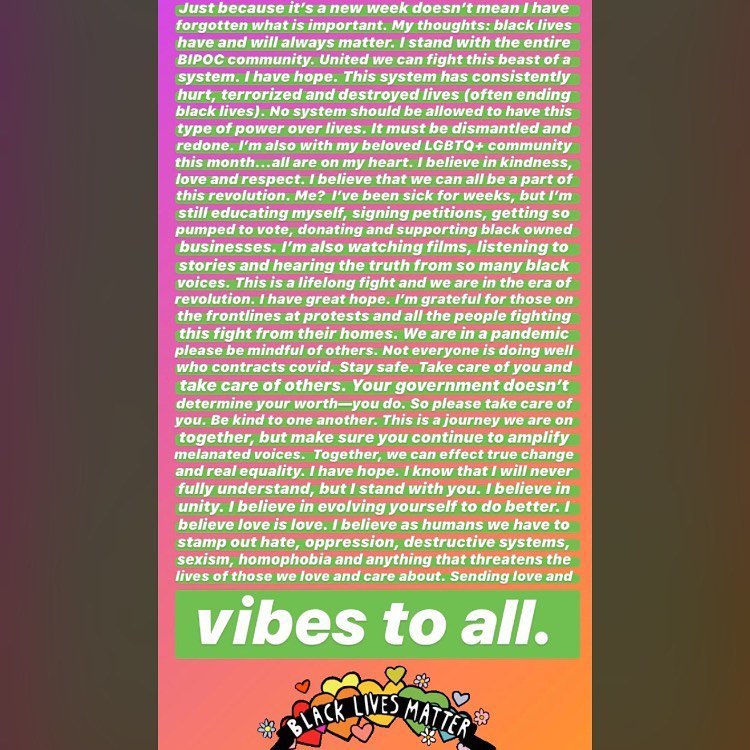 Just because it's a new week doesn't mean I have
forgotten what is important. My thoughts: black lives
have and will always matter. I stand with the entire
BIPOC community. United we can fight this beast of a
system. I have hope. This system has consistently
hurt, terrorized and destroyed lives (often ending
black lives). No system should be allowed to have this
type of power over lives. It must be dismantled and
redone. I'm also with my beloved LGBTQ+ community
this month...all are on my heart. I believe in kindness,
love and respect. I believe that we can all be a part of
this revolution. Me? I've been sick for weeks, but I'm
still educating myself, signing petitions, getting so
pumped to vote, donating and supporting black owned
businesses. I'm also watching films, listening to
stories and hearing the truth from so many black
voices. This is a lifelong fight and we are in the era of
revolution. I have great hope. I'm grateful for those on
the frontlines at protests and all the people fighting
this fight from their homes. We are in a pandemic
please be mindful of others. Not everyone is doing well
who contracts covid. Stay safe. Take care of you and
take care of others. Your government doesn't
determine your worth—you do. So please take care of
you. Be kind to one another. This is a journey we are on
together, but make sure you continue to amplify
melanated voices. Together, we can effect true change
and real equality. I have hope. I know that I will never
fully understand, but I stand with you. I believe in
unity. I believe in evolving yourself to do better. I
believe love is love. I believe as humans we have to
stamp out hate, oppression, destructive systems,
sexism, homophobia and anything that threatens the
lives of those we love and care about. Sending love and
vibes to all.
BLACK LIVES MATTER